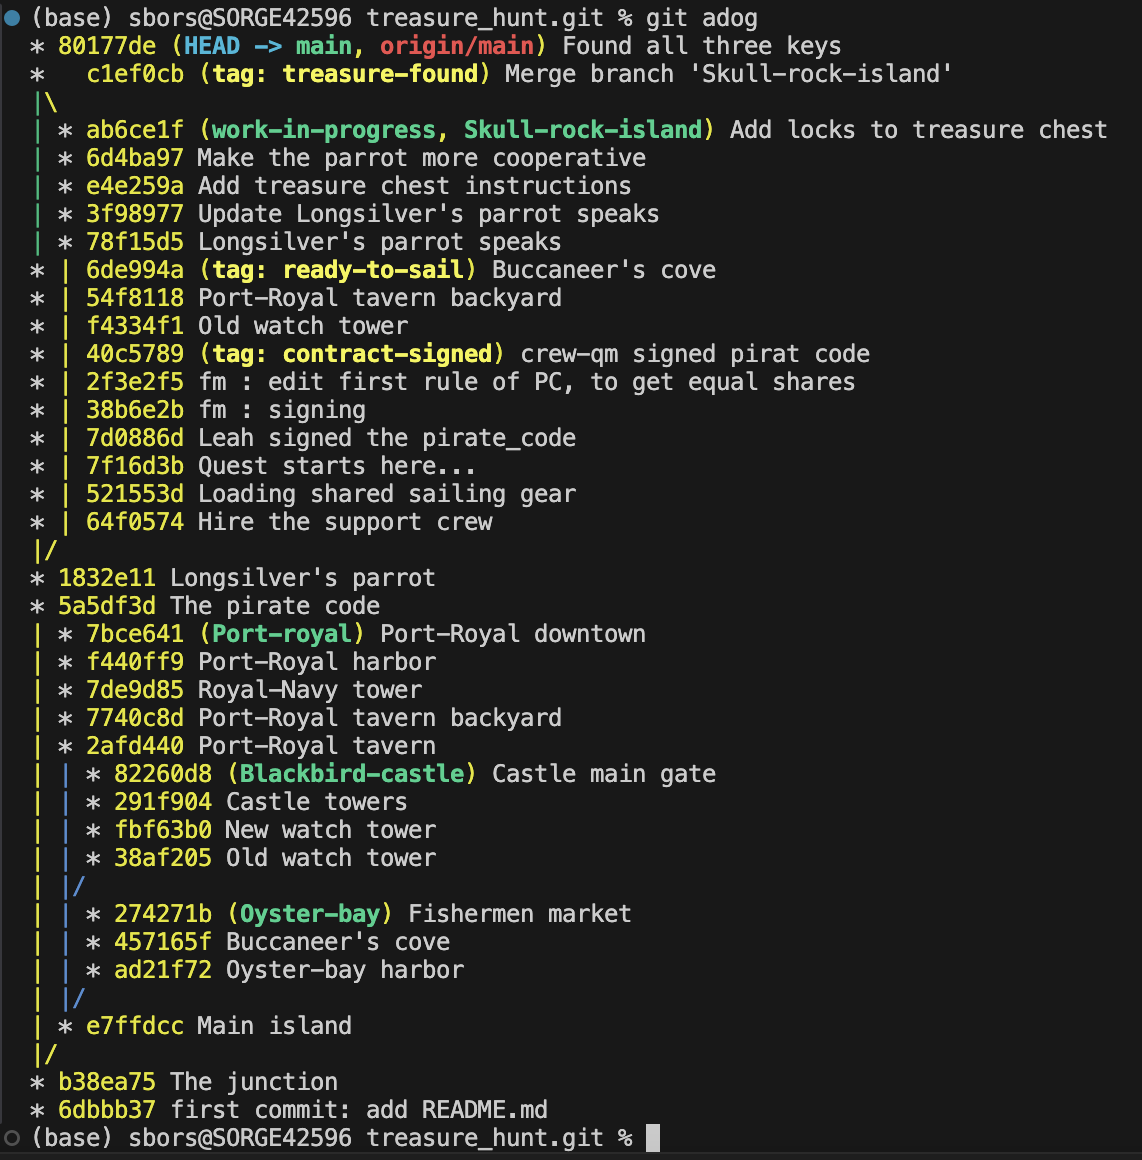 (base) sbors@SORGE42596 treasure_hunt.git % git adog
* 80177de (HEAD -> main, origin/main) Found all three keys
*   c1ef0cb (tag: treasure-found) Merge branch 'Skull-rock-island'
|\
| * ab6ce1f (work-in-progress, Skull-rock-island) Add locks to treasure chest
| * 6d4ba97 Make the parrot more cooperative
| * e4e259a Add treasure chest instructions
| * 3f98977 Update Longsilver's parrot speaks
| * 78f15d5 Longsilver's parrot speaks
* | 6de994a (tag: ready-to-sail) Buccaneer's cove
* | 54f8118 Port-Royal tavern backyard
* | f4334f1 Old watch tower
* | 40c5789 (tag: contract-signed) crew-qm signed pirat code
* | 2f3e2f5 fm : edit first rule of PC, to get equal shares
* | 38b6e2b fm : signing
* | 7d0886d Leah signed the pirate_code
* | 7f16d3b Quest starts here...
* | 521553d Loading shared sailing gear
* | 64f0574 Hire the support crew
|/
* 1832e11 Longsilver's parrot
* 5a5df3d The pirate code
| * 7bce641 (Port-royal) Port-Royal downtown
| * f440ff9 Port-Royal harbor
| * 7de9d85 Royal-Navy tower
| * 7740c8d Port-Royal tavern backyard
| * 2afd440 Port-Royal tavern
| | * 82260d8 (Blackbird-castle) Castle main gate
| | * 291f904 Castle towers
| | * fbf63b0 New watch tower
| | * 38af205 Old watch tower
| |/
| | * 274271b (Oyster-bay) Fishermen market
| | * 457165f Buccaneer's cove
| | * ad21f72 Oyster-bay harbor
| |/
| * e7ffdcc Main island
|/
* b38ea75 The junction
* 6dbbb37 first commit: add README.md
(base) sbors@SORGE42596 treasure_hunt.git %